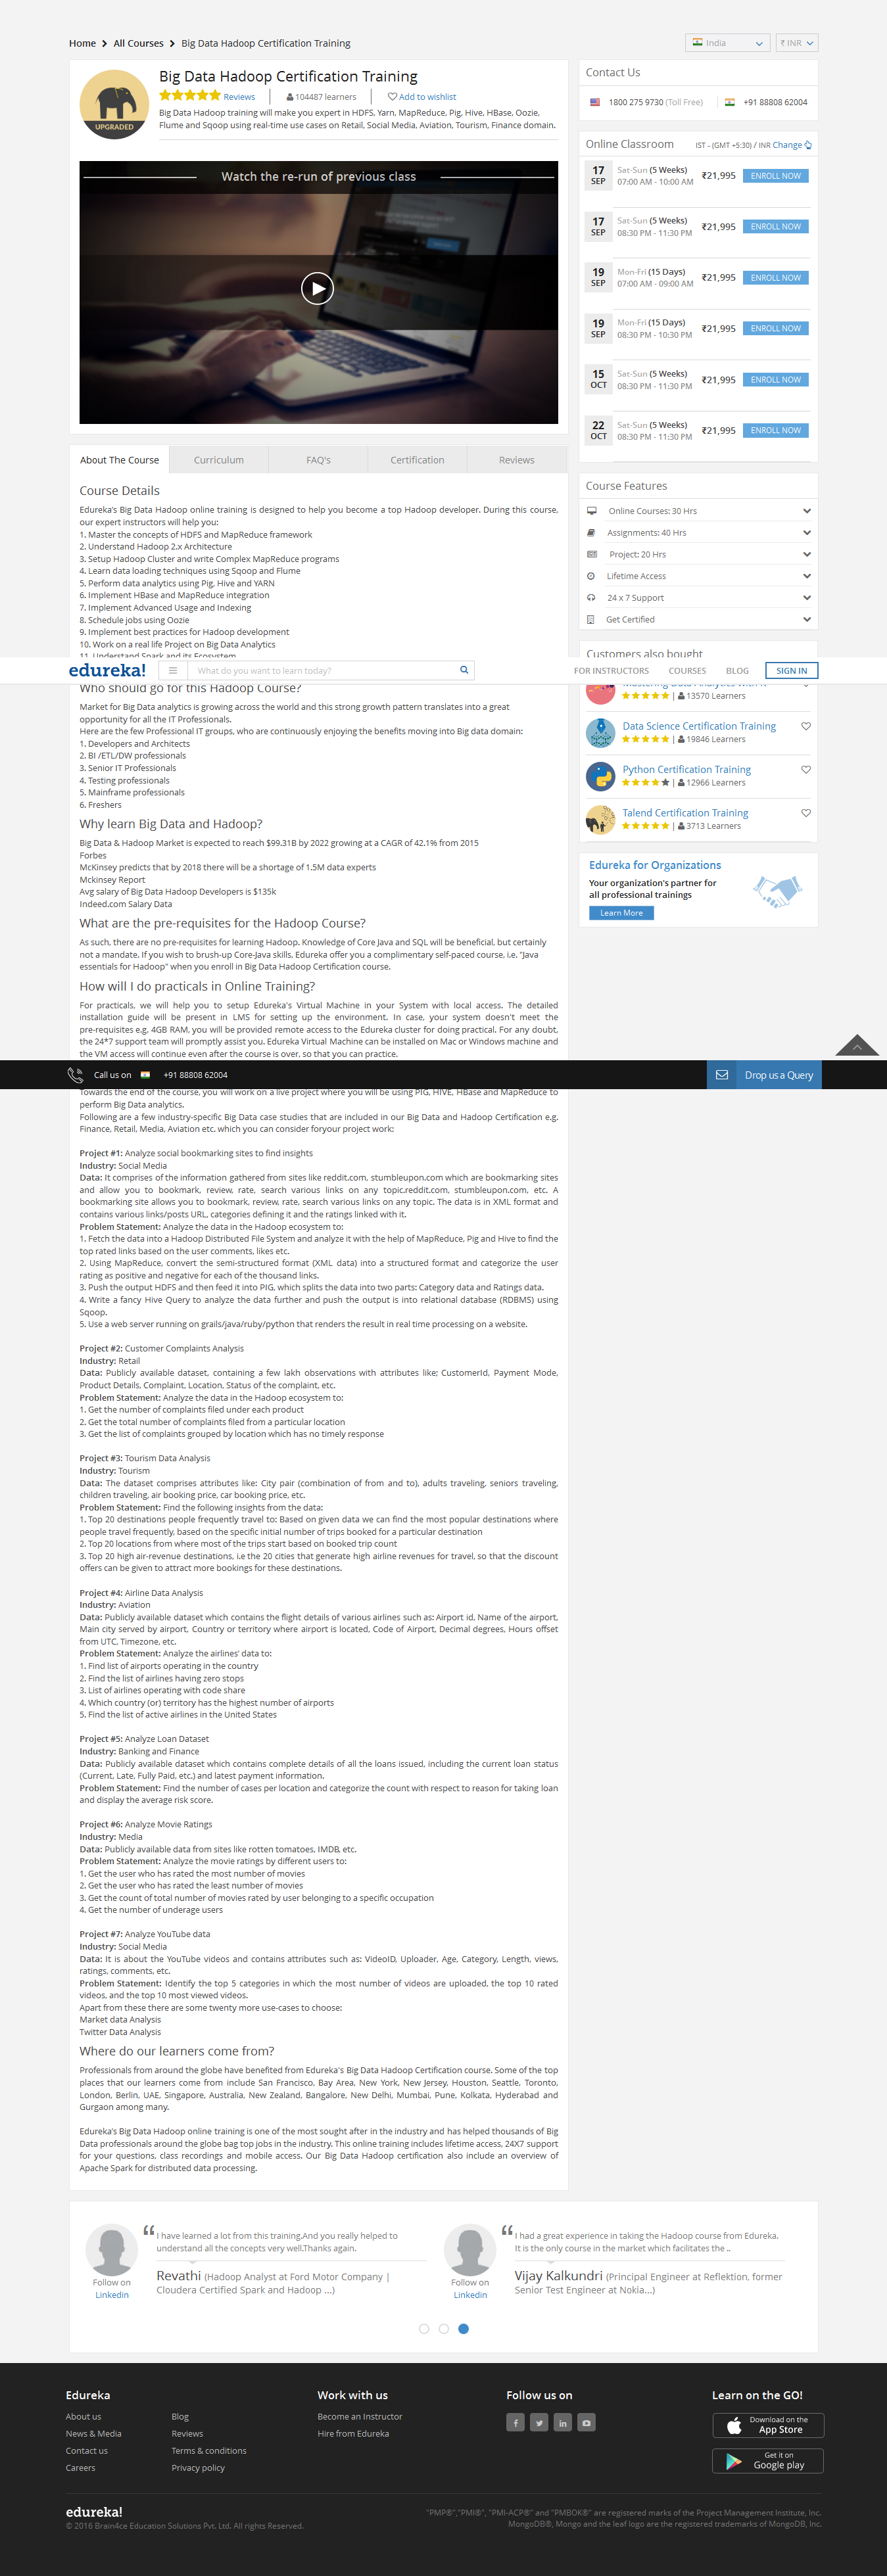 Home > All Courses > Big Data Hadoop Certification Training
India
₹ INR
UPGRADED
Big Data Hadoop Certification Training
Reviews
104487 learners
Add to wishlist
Big Data Hadoop training will make you expert in HDFS, Yarn, MapReduce, Pig, Hive, HBase, Oozie,
Flume and Sqoop using real-time use cases on Retail, Social Media, Aviation, Tourism, Finance domain.
Watch the re-run of previous class
Contact Us
1800 275 9730 (Toll Free)
+91 88808 62004
Online Classroom
IST - (GMT +5:30) / INR Change
17 SEP
Sat-Sun (5 Weeks)
07:00 AM - 10:00 AM
₹21,995
ENROLL NOW
17 SEP
Sat-Sun (5 Weeks)
08:30 PM - 11:30 PM
₹21,995
ENROLL NOW
19 SEP
Mon-Fri (15 Days)
07:00 AM - 09:00 AM
₹21,995
ENROLL NOW
19 SEP
Mon-Fri (15 Days)
08:30 PM - 10:30 PM
₹21,995
ENROLL NOW
15 OCT
Sat-Sun (5 Weeks)
08:30 PM - 11:30 PM
₹21,995
ENROLL NOW
22 OCT
Sat-Sun (5 Weeks)
08:30 PM - 11:30 PM
₹21,995
ENROLL NOW
About The Course
Curriculum
FAQ's
Certification
Reviews
Course Details
Edureka's Big Data Hadoop online training is designed to help you become a top Hadoop developer. During this course,
our expert instructors will help you:
1. Master the concepts of HDFS and MapReduce framework
2. Understand Hadoop 2.x Architecture
3. Setup Hadoop Cluster and write Complex MapReduce programs
4. Learn data loading techniques using Sqoop and Flume
5. Perform data analytics using Pig, Hive and YARN
6. Implement HBase and MapReduce integration
7. Implement Advanced Usage and Indexing
8. Schedule jobs using Oozie
9. Implement best practices for Hadoop development
10. Work on a real life Project on Big Data Analytics
11. Understand Spark and its Ecosystem
Course Features
Online Courses: 30 Hrs
Assignments: 40 Hrs
Project: 20 Hrs
Lifetime Access
24 x 7 Support
Get Certified
Customers also bought
edureka!
What do you want to learn today?
FOR INSTRUCTORS
COURSES
BLOG
SIGN IN
Mastering Data Analytics with R
13570 Learners
Data Science Certification Training
19846 Learners
Python Certification Training
12966 Learners
Talend Certification Training
3713 Learners
Edureka for Organizations
Your organization's partner for
all professional trainings
Learn More
Who should go for this Hadoop Course?
Market for Big Data analytics is growing across the world and this strong growth pattern translates into a great
opportunity for all the IT Professionals.
Here are the few Professional IT groups, who are continuously enjoying the benefits moving into Big data domain:
1. Developers and Architects
2. BI /ETL/DW professionals
3. Senior IT Professionals
4. Testing professionals
5. Mainframe professionals
6. Freshers
Why learn Big Data and Hadoop?
Big Data & Hadoop Market is expected to reach $99.31B by 2022 growing at a CAGR of 42.1% from 2015
Forbes
McKinsey predicts that by 2018 there will be a shortage of 1.5M data experts
Mckinsey Report
Avg salary of Big Data Hadoop Developers is $135k
Indeed.com Salary Data
What are the pre-requisites for the Hadoop Course?
As such, there are no pre-requisites for learning Hadoop. Knowledge of Core Java and SQL will be beneficial, but certainly
not a mandate. If you wish to brush-up Core-Java skills, Edureka offer you a complimentary self-paced course, i.e. "Java
essentials for Hadoop" when you enroll in Big Data Hadoop Certification course.
How will I do practicals in Online Training?
For practicals, we will help you to setup Edureka's Virtual Machine in your System with local access. The detailed
installation guide will be present in LMS for setting up the environment. In case, your system doesn't meet the
pre-requisites e.g. 4GB RAM, you will be provided remote access to the Edureka cluster for doing practical. For any doubt,
the 24*7 support team will promptly assist you. Edureka Virtual Machine can be installed on Mac or Windows machine and
the VM access will continue even after the course is over, so that you can practice.
Call us on
+91 88808 62004
Drop us a Query
Towards the end of the course, you will work on a live project where you will be using PIG, HIVE, HBase and MapReduce to
perform Big Data analytics.
Following are a few industry-specific Big Data case studies that are included in our Big Data and Hadoop Certification e.g.
Finance, Retail, Media, Aviation etc. which you can consider foryour project work:
Project #1: Analyze social bookmarking sites to find insights
Industry: Social Media
Data: It comprises of the information gathered from sites like reddit.com, stumbleupon.com which are bookmarking sites
and allow you to bookmark, review, rate, search various links on any topic.reddit.com, stumbleupon.com, etc. A
bookmarking site allows you to bookmark, review, rate, search various links on any topic. The data is in XML format and
contains various links/posts URL, categories defining it and the ratings linked with it.
Problem Statement: Analyze the data in the Hadoop ecosystem to:
1. Fetch the data into a Hadoop Distributed File System and analyze it with the help of MapReduce, Pig and Hive to find the
top rated links based on the user comments, likes etc.
2. Using MapReduce, convert the semi-structured format (XML data) into a structured format and categorize the user
rating as positive and negative for each of the thousand links.
3. Push the output HDFS and then feed it into PIG, which splits the data into two parts: Category data and Ratings data.
4. Write a fancy Hive Query to analyze the data further and push the output is into relational database (RDBMS) using
Sqoop.
5. Use a web server running on grails/java/ruby/python that renders the result in real time processing on a website.
Project #2: Customer Complaints Analysis
Industry: Retail
Data: Publicly available dataset, containing a few lakh observations with attributes like; CustomerId, Payment Mode,
Product Details, Complaint, Location, Status of the complaint, etc.
Problem Statement: Analyze the data in the Hadoop ecosystem to:
1. Get the number of complaints filed under each product
2. Get the total number of complaints filed from a particular location
3. Get the list of complaints grouped by location which has no timely response
Project #3: Tourism Data Analysis
Industry: Tourism
Data: The dataset comprises attributes like: City pair (combination of from and to), adults traveling, seniors traveling,
children traveling, air booking price, car booking price, etc.
Problem Statement: Find the following insights from the data:
1. Top 20 destinations people frequently travel to: Based on given data we can find the most popular destinations where
people travel frequently, based on the specific initial number of trips booked for a particular destination
2. Top 20 locations from where most of the trips start based on booked trip count
3. Top 20 high air-revenue destinations, i.e the 20 cities that generate high airline revenues for travel, so that the discount
offers can be given to attract more bookings for these destinations.
Project #4: Airline Data Analysis
Industry: Aviation
Data: Publicly available dataset which contains the flight details of various airlines such as: Airport id, Name of the airport,
Main city served by airport, Country or territory where airport is located, Code of Airport, Decimal degrees, Hours offset
from UTC, Timezone, etc.
Problem Statement: Analyze the airlines' data to:
1. Find list of airports operating in the country
2. Find the list of airlines having zero stops
3. List of airlines operating with code share
4. Which country (or) territory has the highest number of airports
5. Find the list of active airlines in the United States
Project #5: Analyze Loan Dataset
Industry: Banking and Finance
Data: Publicly available dataset which contains complete details of all the loans issued, including the current loan status
(Current, Late, Fully Paid, etc.) and latest payment information.
Problem Statement: Find the number of cases per location and categorize the count with respect to reason for taking loan
and display the average risk score.
Project #6: Analyze Movie Ratings
Industry: Media
Data: Publicly available data from sites like rotten tomatoes, IMDB, etc.
Problem Statement: Analyze the movie ratings by different users to:
1. Get the user who has rated the most number of movies
2. Get the user who has rated the least number of movies
3. Get the count of total number of movies rated by user belonging to a specific occupation
4. Get the number of underage users
Project #7: Analyze YouTube data
Industry: Social Media
Data: It is about the YouTube videos and contains attributes such as: VideoID, Uploader, Age, Category, Length, views,
ratings, comments, etc.
Problem Statement: Identify the top 5 categories in which the most number of videos are uploaded, the top 10 rated
videos, and the top 10 most viewed videos.
Apart from these there are some twenty more use-cases to choose:
Market data Analysis
Twitter Data Analysis
Where do our learners come from?
Professionals from around the globe have benefited from Edureka's Big Data Hadoop Certification course. Some of the top
places that our learners come from include San Francisco, Bay Area, New York, New Jersey, Houston, Seattle, Toronto,
London, Berlin, UAE, Singapore, Australia, New Zealand, Bangalore, New Delhi, Mumbai, Pune, Kolkata, Hyderabad and
Gurgaon among many.
Edureka's Big Data Hadoop online training is one of the most sought after in the industry and has helped thousands of Big
Data professionals around the globe bag top jobs in the industry. This online training includes lifetime access, 24X7 support
for your questions, class recordings and mobile access. Our Big Data Hadoop certification also include an overview of
Apache Spark for distributed data processing.
“ I have learned a lot from this training.And you really helped to
understand all the concepts very well.Thanks again.
Revathi (Hadoop Analyst at Ford Motor Company |
Cloudera Certified Spark and Hadoop ...)
Follow on
Linkedin
“ I had a great experience in taking the Hadoop course from Edureka.
It is the only course in the market which facilitates the ..
Vijay Kalkundri (Principal Engineer at Reflektion, former
Senior Test Engineer at Nokia...)
Follow on
Linkedin
Edureka
About us
News & Media
Contact us
Careers
Blog
Reviews
Terms & conditions
Privacy policy
Work with us
Become an Instructor
Hire from Edureka
Follow us on
Learn on the GO!
Download on the
App Store
Get it on
Google play
edureka!
© 2016 Brain4ce Education Solutions Pvt. Ltd. All rights Reserved.
"PMP®","PMI®", "PMI-ACP®" and "PMBOK®" are registered marks of the Project Management Institute, Inc.
MongoDB®, Mongo and the leaf logo are the registered trademarks of MongoDB, Inc.